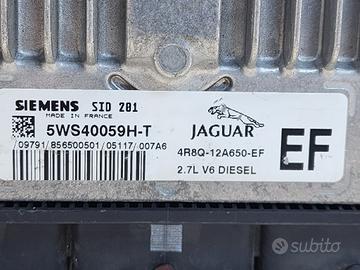 SIEMENS SID 201
MADE IN FRANCE
5WS40059H-T
/09791/856500501/05117/007A6
JAGUAR
4R8Q-12A650-EF
2.7L V6 DIESEL
EF
subito